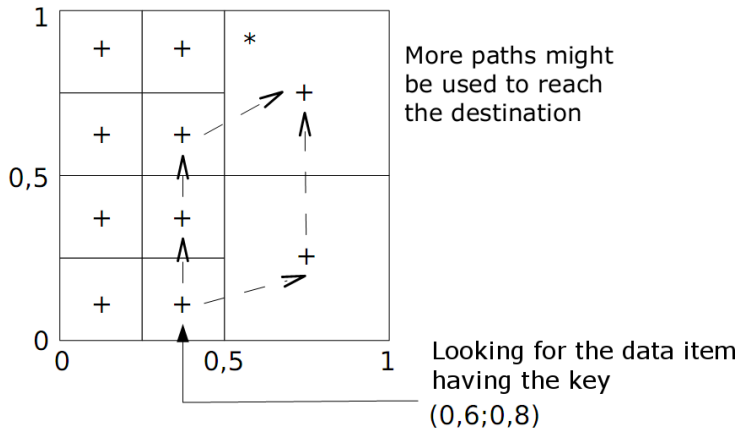 1
More paths might
be used to reach
the destination
0,5
0
0
0,5
1
Looking for the data item
having the key
(0,6;0,8)